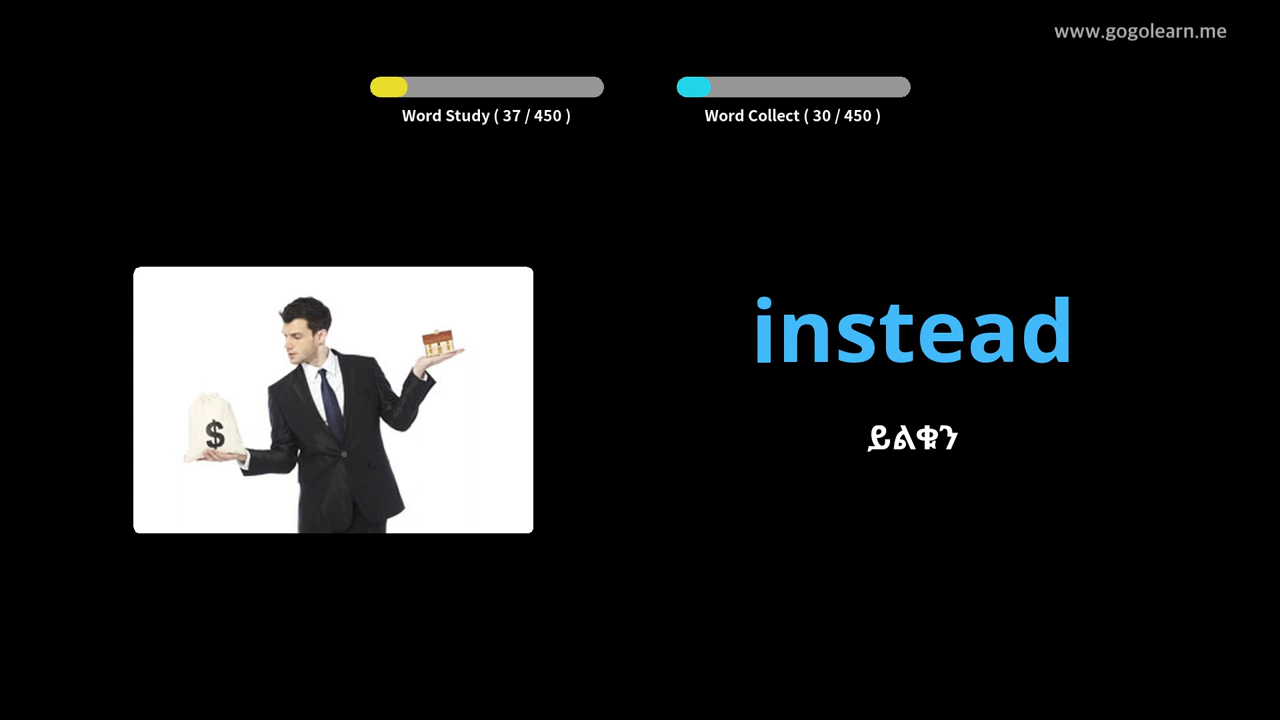 www.gogolearn.me
Word Study ( 37 / 450 )
Word Collect ( 30 / 450 )
$
instead
ይልቁን